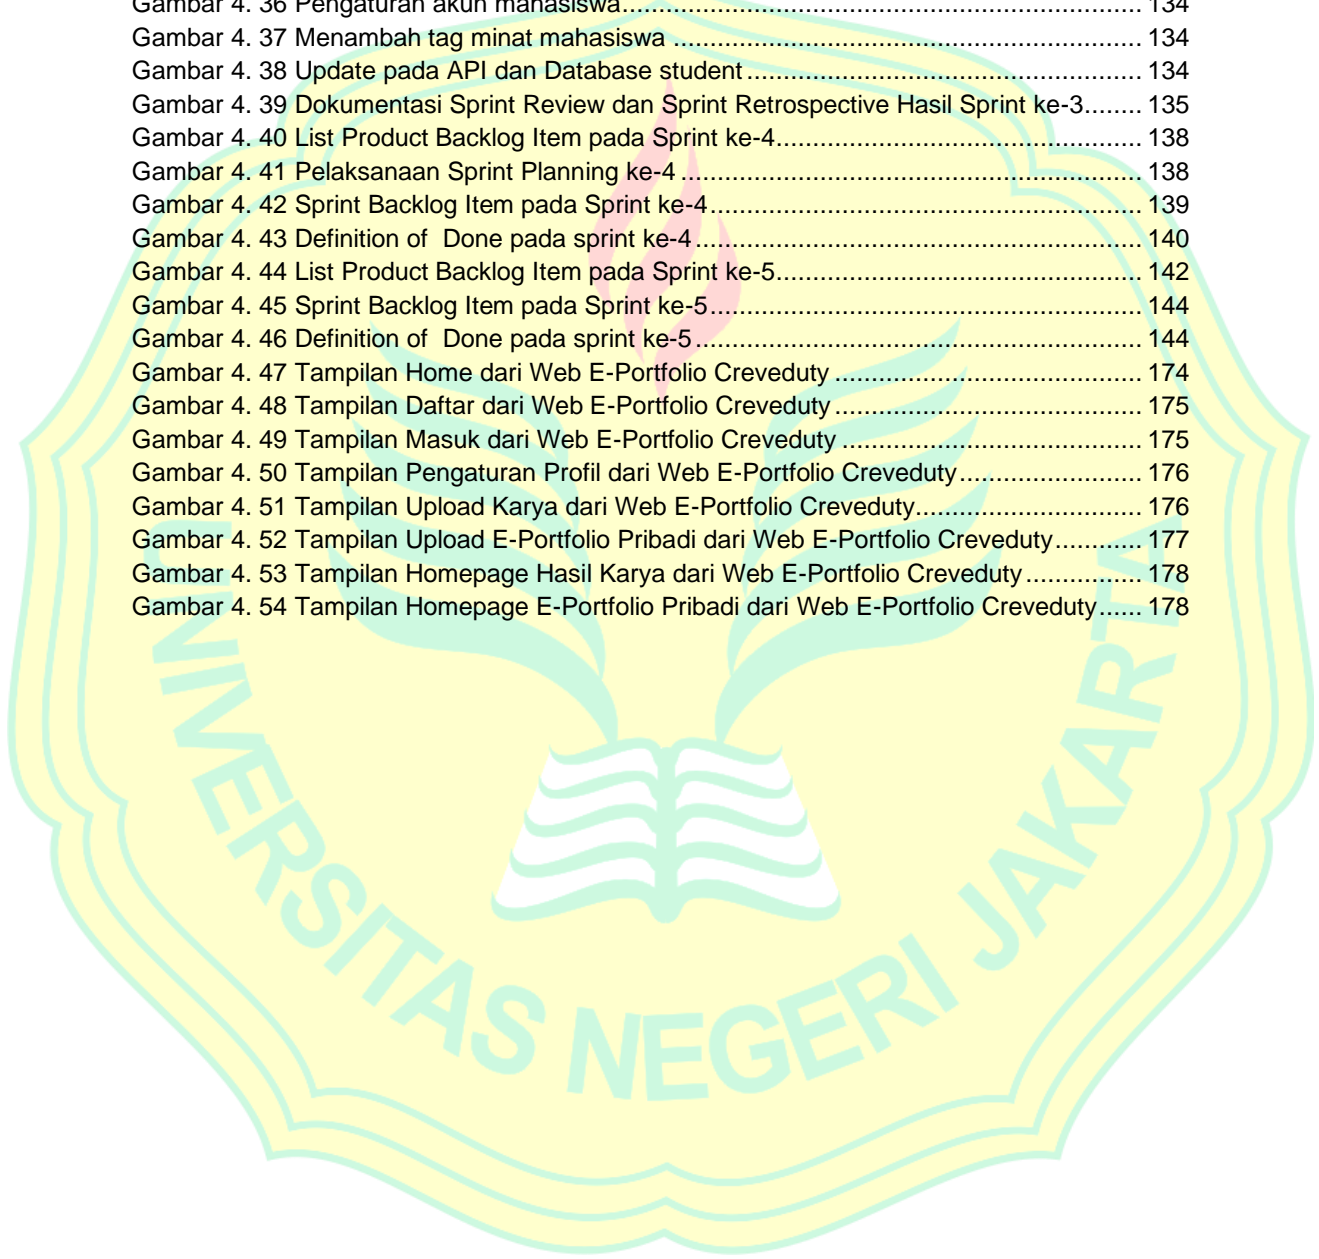 Gambar 4. 36 Pengaturan akun mahasiswa....................................................................... 134
Gambar 4. 37 Menambah tag minat mahasiswa ................................................................ 134
Gambar 4. 38 Update pada API dan Database student ...................................................... 134
Gambar 4. 39 Dokumentasi Sprint Review dan Sprint Retrospective Hasil Sprint ke-3........ 135
Gambar 4. 40 List Product Backlog Item pada Sprint ke-4.................................................. 138
Gambar 4. 41 Pelaksanaan Sprint Planning ke-4 ............................................................... 138
Gambar 4. 42 Sprint Backlog Item pada Sprint ke-4........................................................... 139
Gambar 4. 43 Definition of  Done pada sprint ke-4 ............................................................. 140
Gambar 4. 44 List Product Backlog Item pada Sprint ke-5.................................................. 142
Gambar 4. 45 Sprint Backlog Item pada Sprint ke-5........................................................... 144
Gambar 4. 46 Definition of  Done pada sprint ke-5 ............................................................. 144
Gambar 4. 47 Tampilan Home dari Web E-Portfolio Creveduty .......................................... 174
Gambar 4. 48 Tampilan Daftar dari Web E-Portfolio Creveduty .......................................... 175
Gambar 4. 49 Tampilan Masuk dari Web E-Portfolio Creveduty ......................................... 175
Gambar 4. 50 Tampilan Pengaturan Profil dari Web E-Portfolio Creveduty......................... 176
Gambar 4. 51 Tampilan Upload Karya dari Web E-Portfolio Creveduty............................... 176
Gambar 4. 52 Tampilan Upload E-Portfolio Pribadi dari Web E-Portfolio Creveduty............ 177
Gambar 4. 53 Tampilan Homepage Hasil Karya dari Web E-Portfolio Creveduty ................ 178
Gambar 4. 54 Tampilan Homepage E-Portfolio Pribadi dari Web E-Portfolio Creveduty...... 178
UNIVERSITAS NEGERI JAKARTA